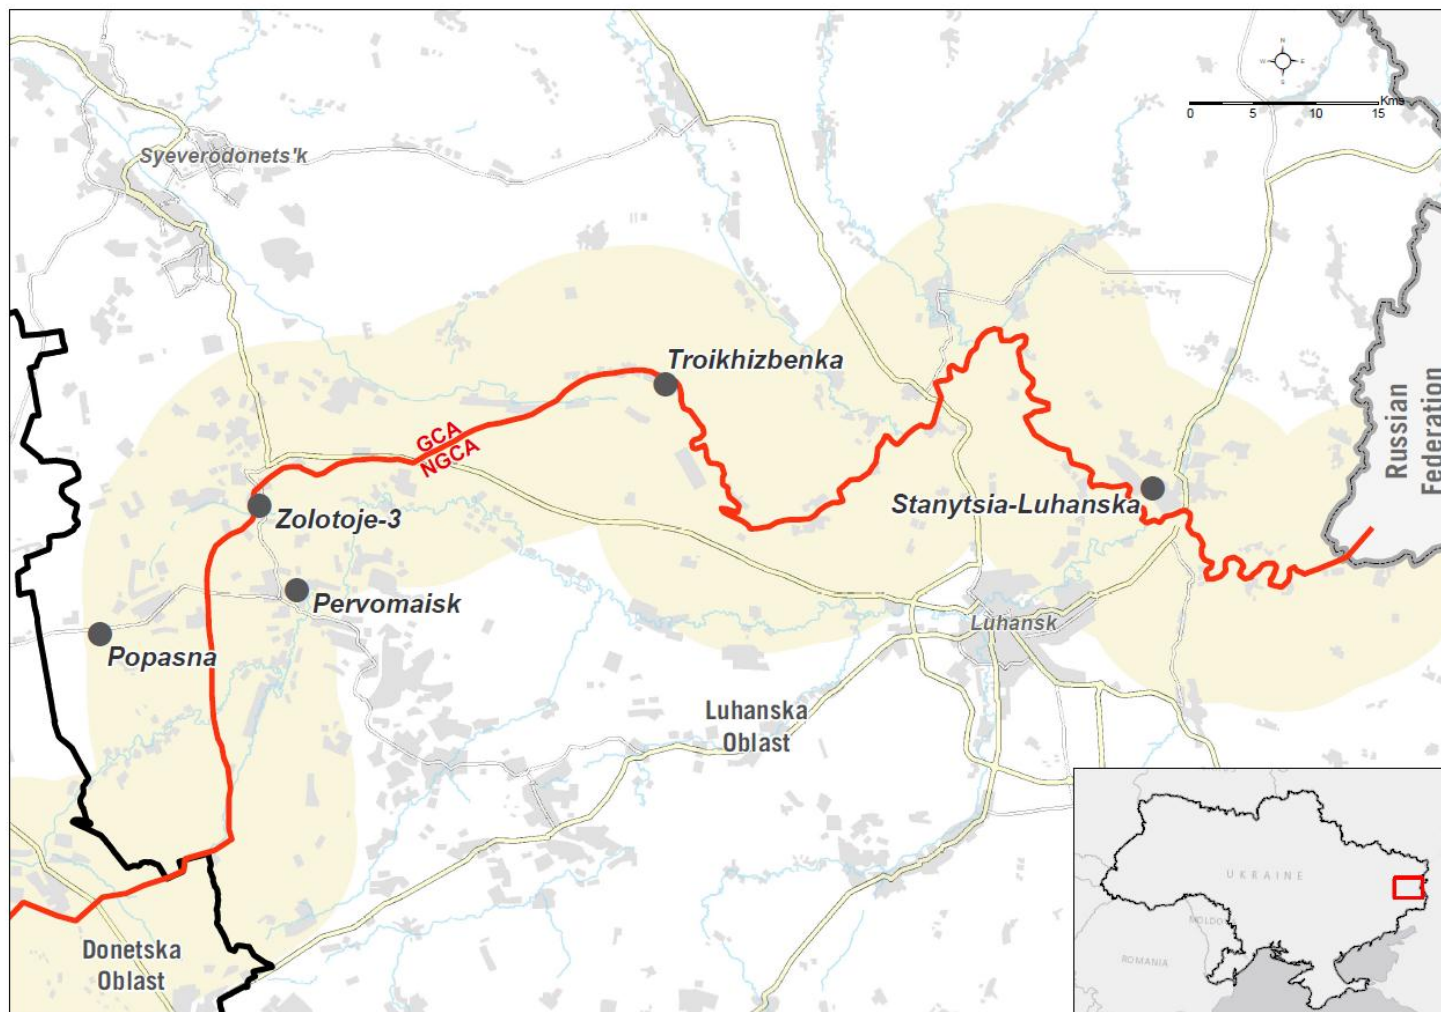 N
W
E
S
Kms
0
5
10
15
Syeverodonets'k
Troikhizbenka
GCA
NGCA
Russian
Federation
Stanytsia-Luhanska
Zolotoje-3
Pervomaisk
Luhansk
Popasna
Luhanska
Oblast
UKRAINE
MOLDOVA
ROMANIA
Donetska
Oblast